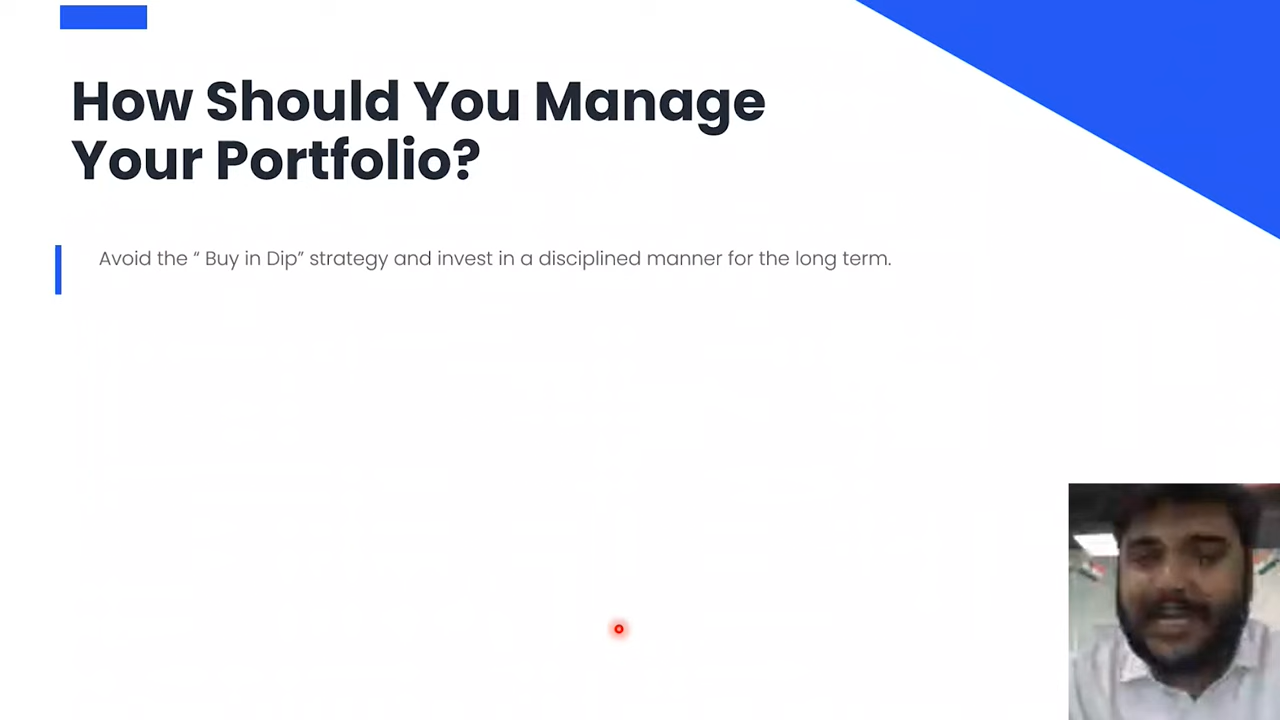 How Should You Manage
Your Portfolio?
Avoid the “ Buy in Dip” strategy and invest in a disciplined manner for the long term.